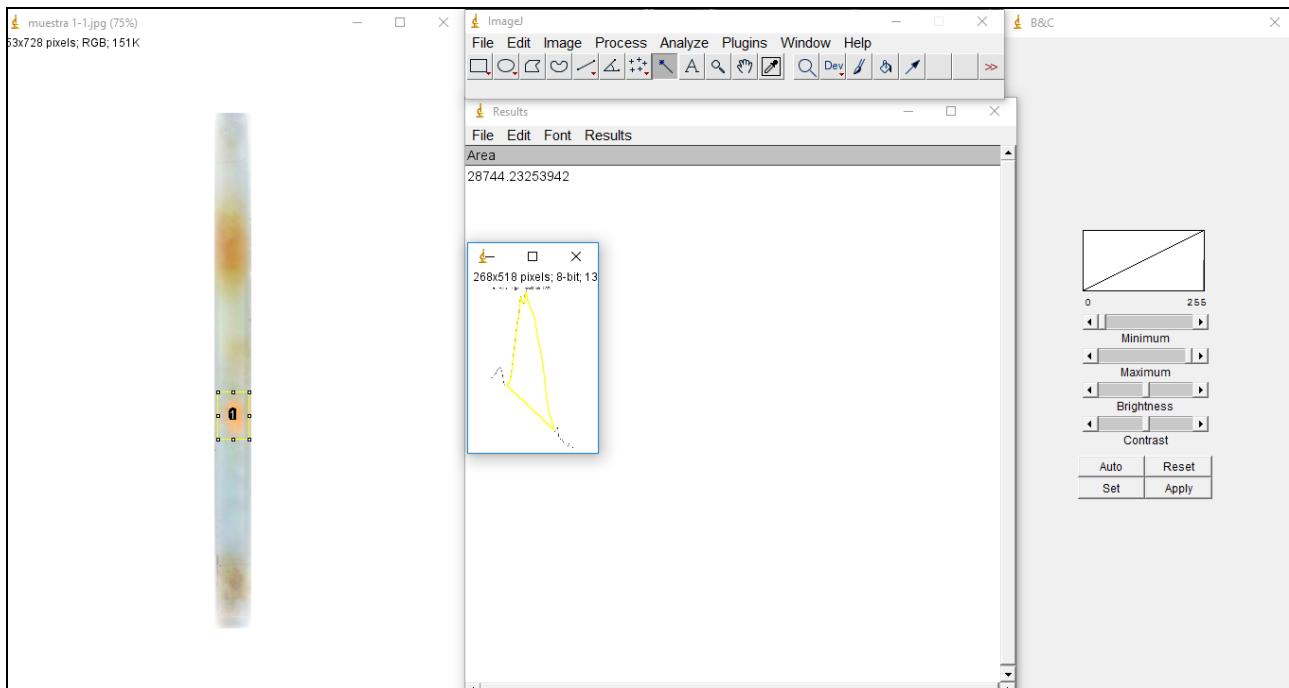 muestra 1-1.jpg (75%)
53x728 pixels; RGB; 151K
1
ImageJ
File Edit Image Process Analyze Plugins Window Help
A Dev >>
Results
File Edit Font Results
Area
28744.23253942
268x518 pixels; 8-bit; 13
B&C
0 255
Minimum
Maximum
Brightness
Contrast
Auto Reset
Set Apply